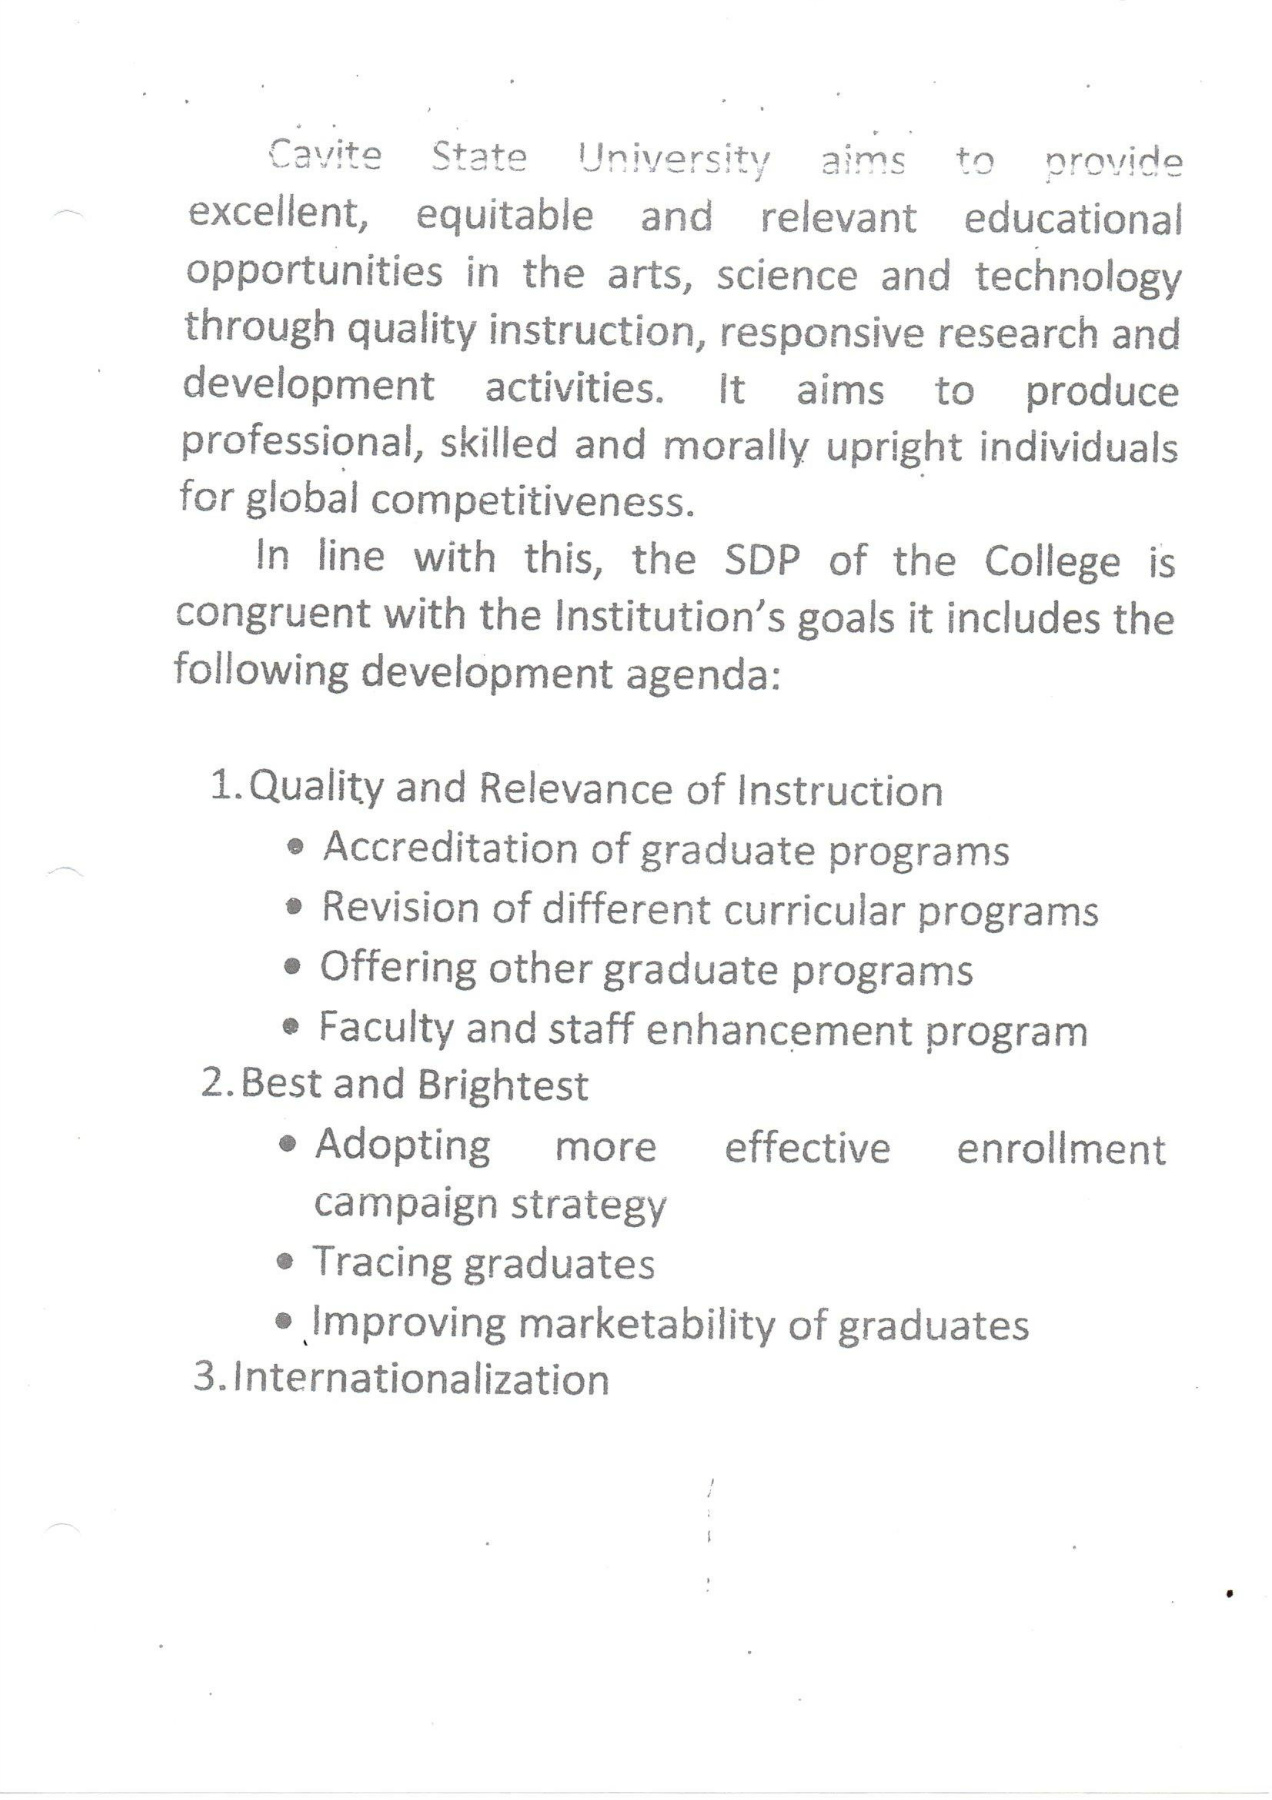 Cavite State University aims to provide
excellent, equitable and relevant educational
opportunities in the arts, science and technology
through quality instruction, responsive research and
development activities. It aims to produce
professional, skilled and morally upright individuals
for global competitiveness.
In line with this, the SDP of the College is
congruent with the Institution's goals it includes the
following development agenda:
1. Quality and Relevance of Instruction
• Accreditation of graduate programs
• Revision of different curricular programs
• Offering other graduate programs
• Faculty and staff enhancement program
2. Best and Brightest
• Adopting more effective enrollment
campaign strategy
• Tracing graduates
• Improving marketability of graduates
3. Internationalization